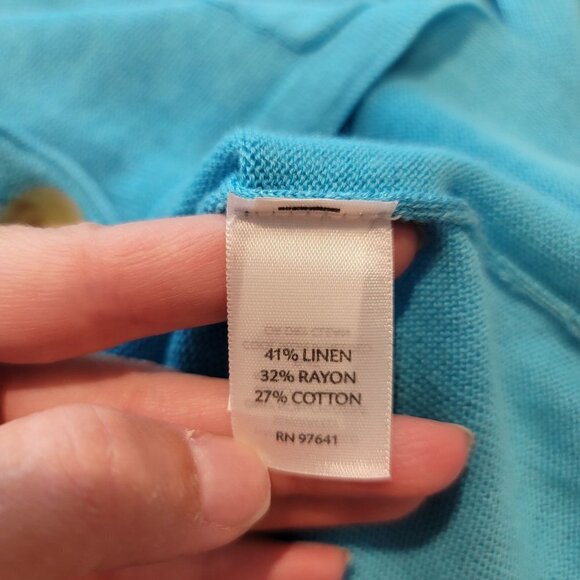 41% LINEN
32% RAYON
27% COTTON
RN 97641